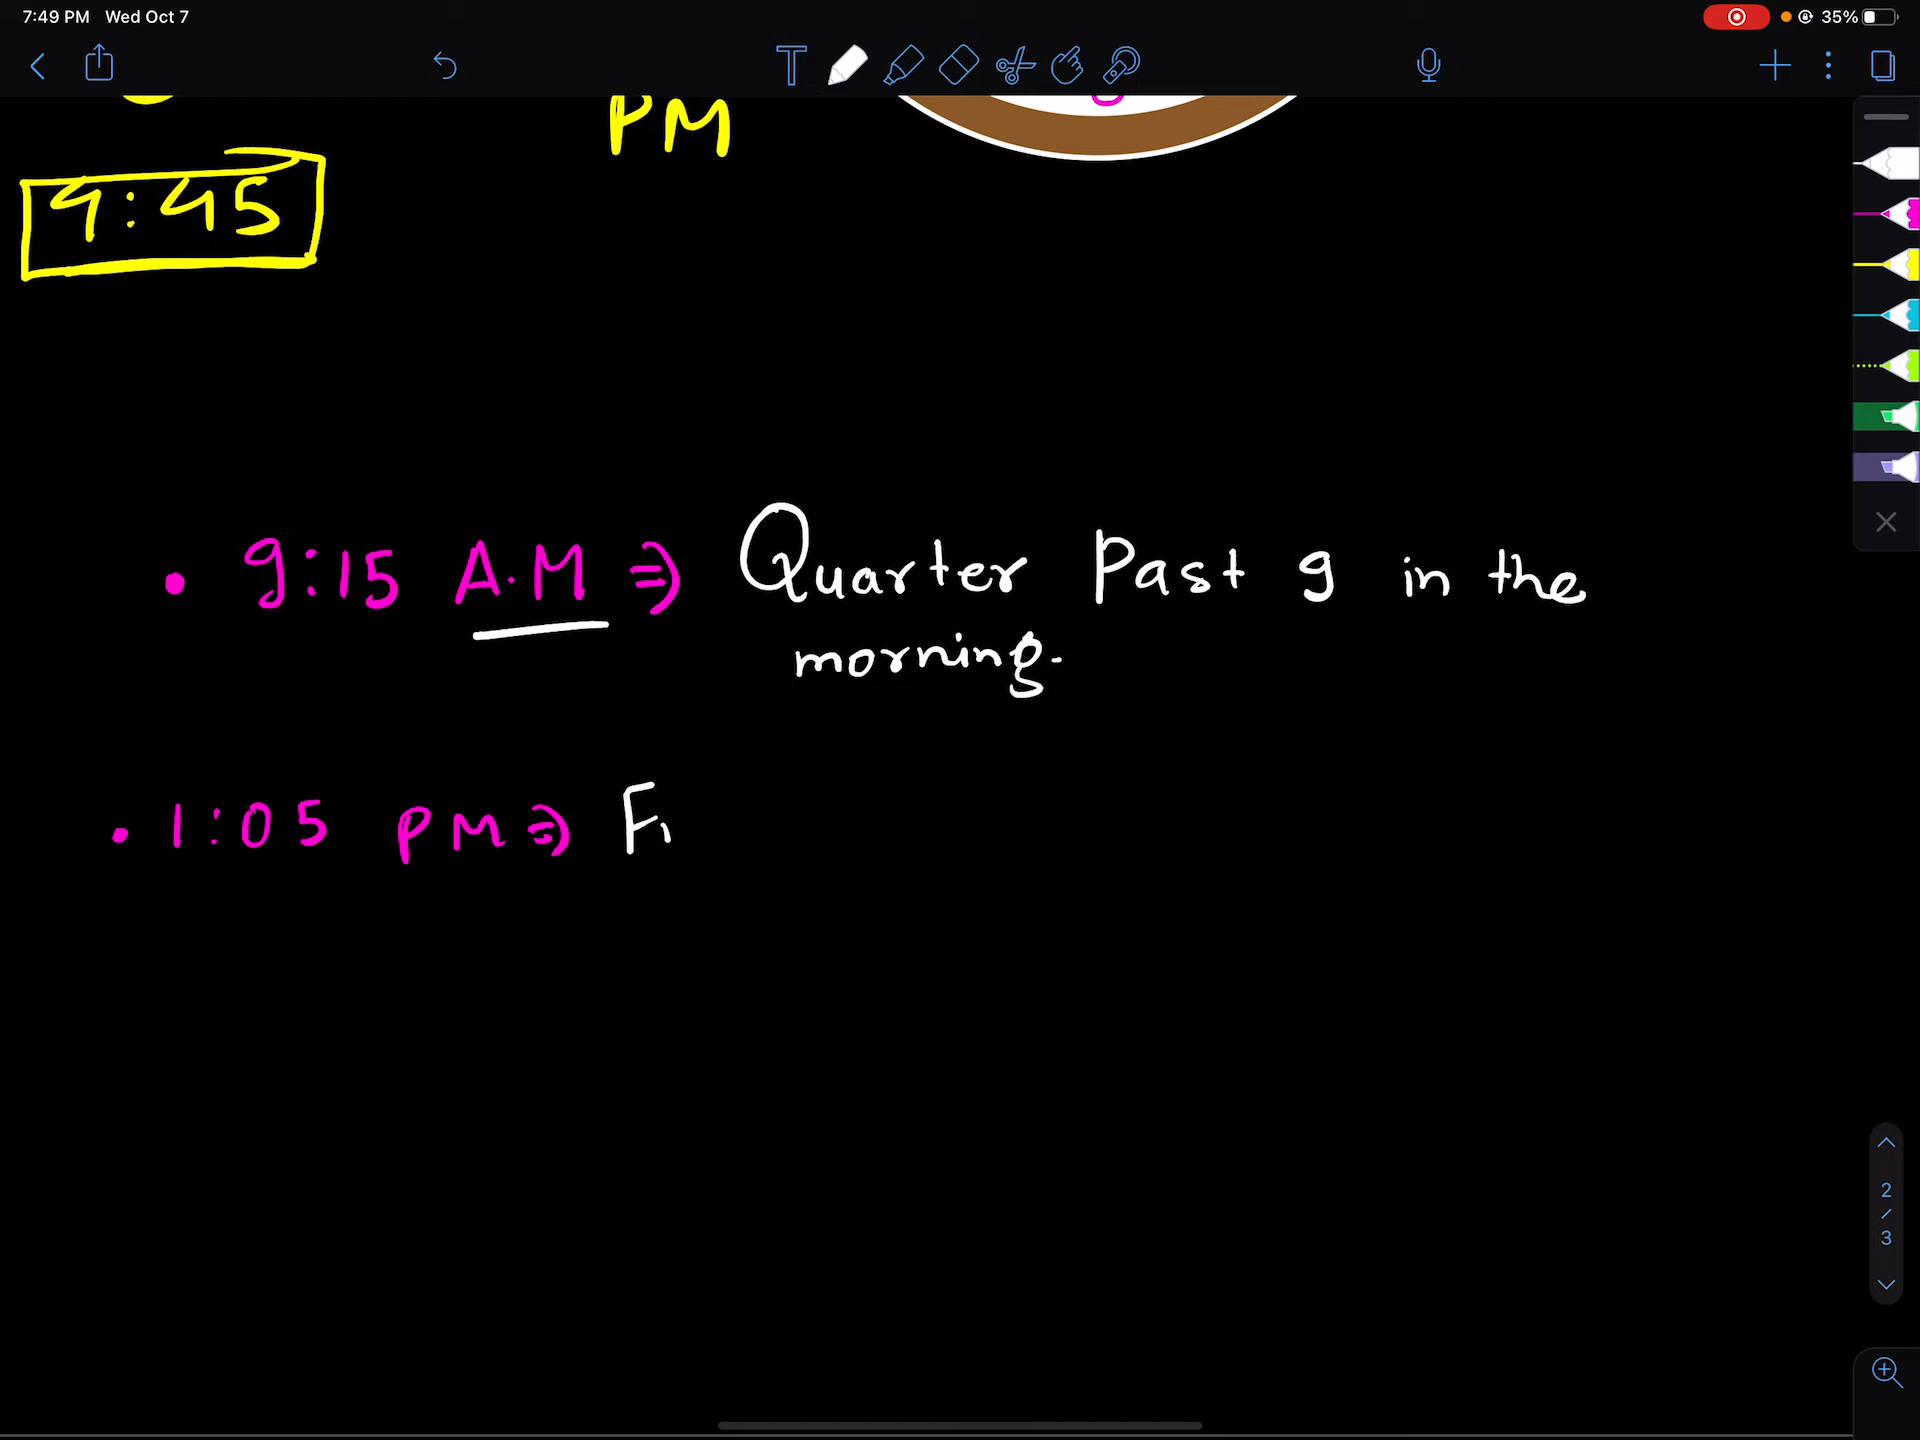 7:49 PM Wed Oct 7
35%
PM
9:45
• 9:15 A.M ⇒ Quarter Past 9 in the
morning.
• 1:05 PM ⇒ Fi
2
/
3